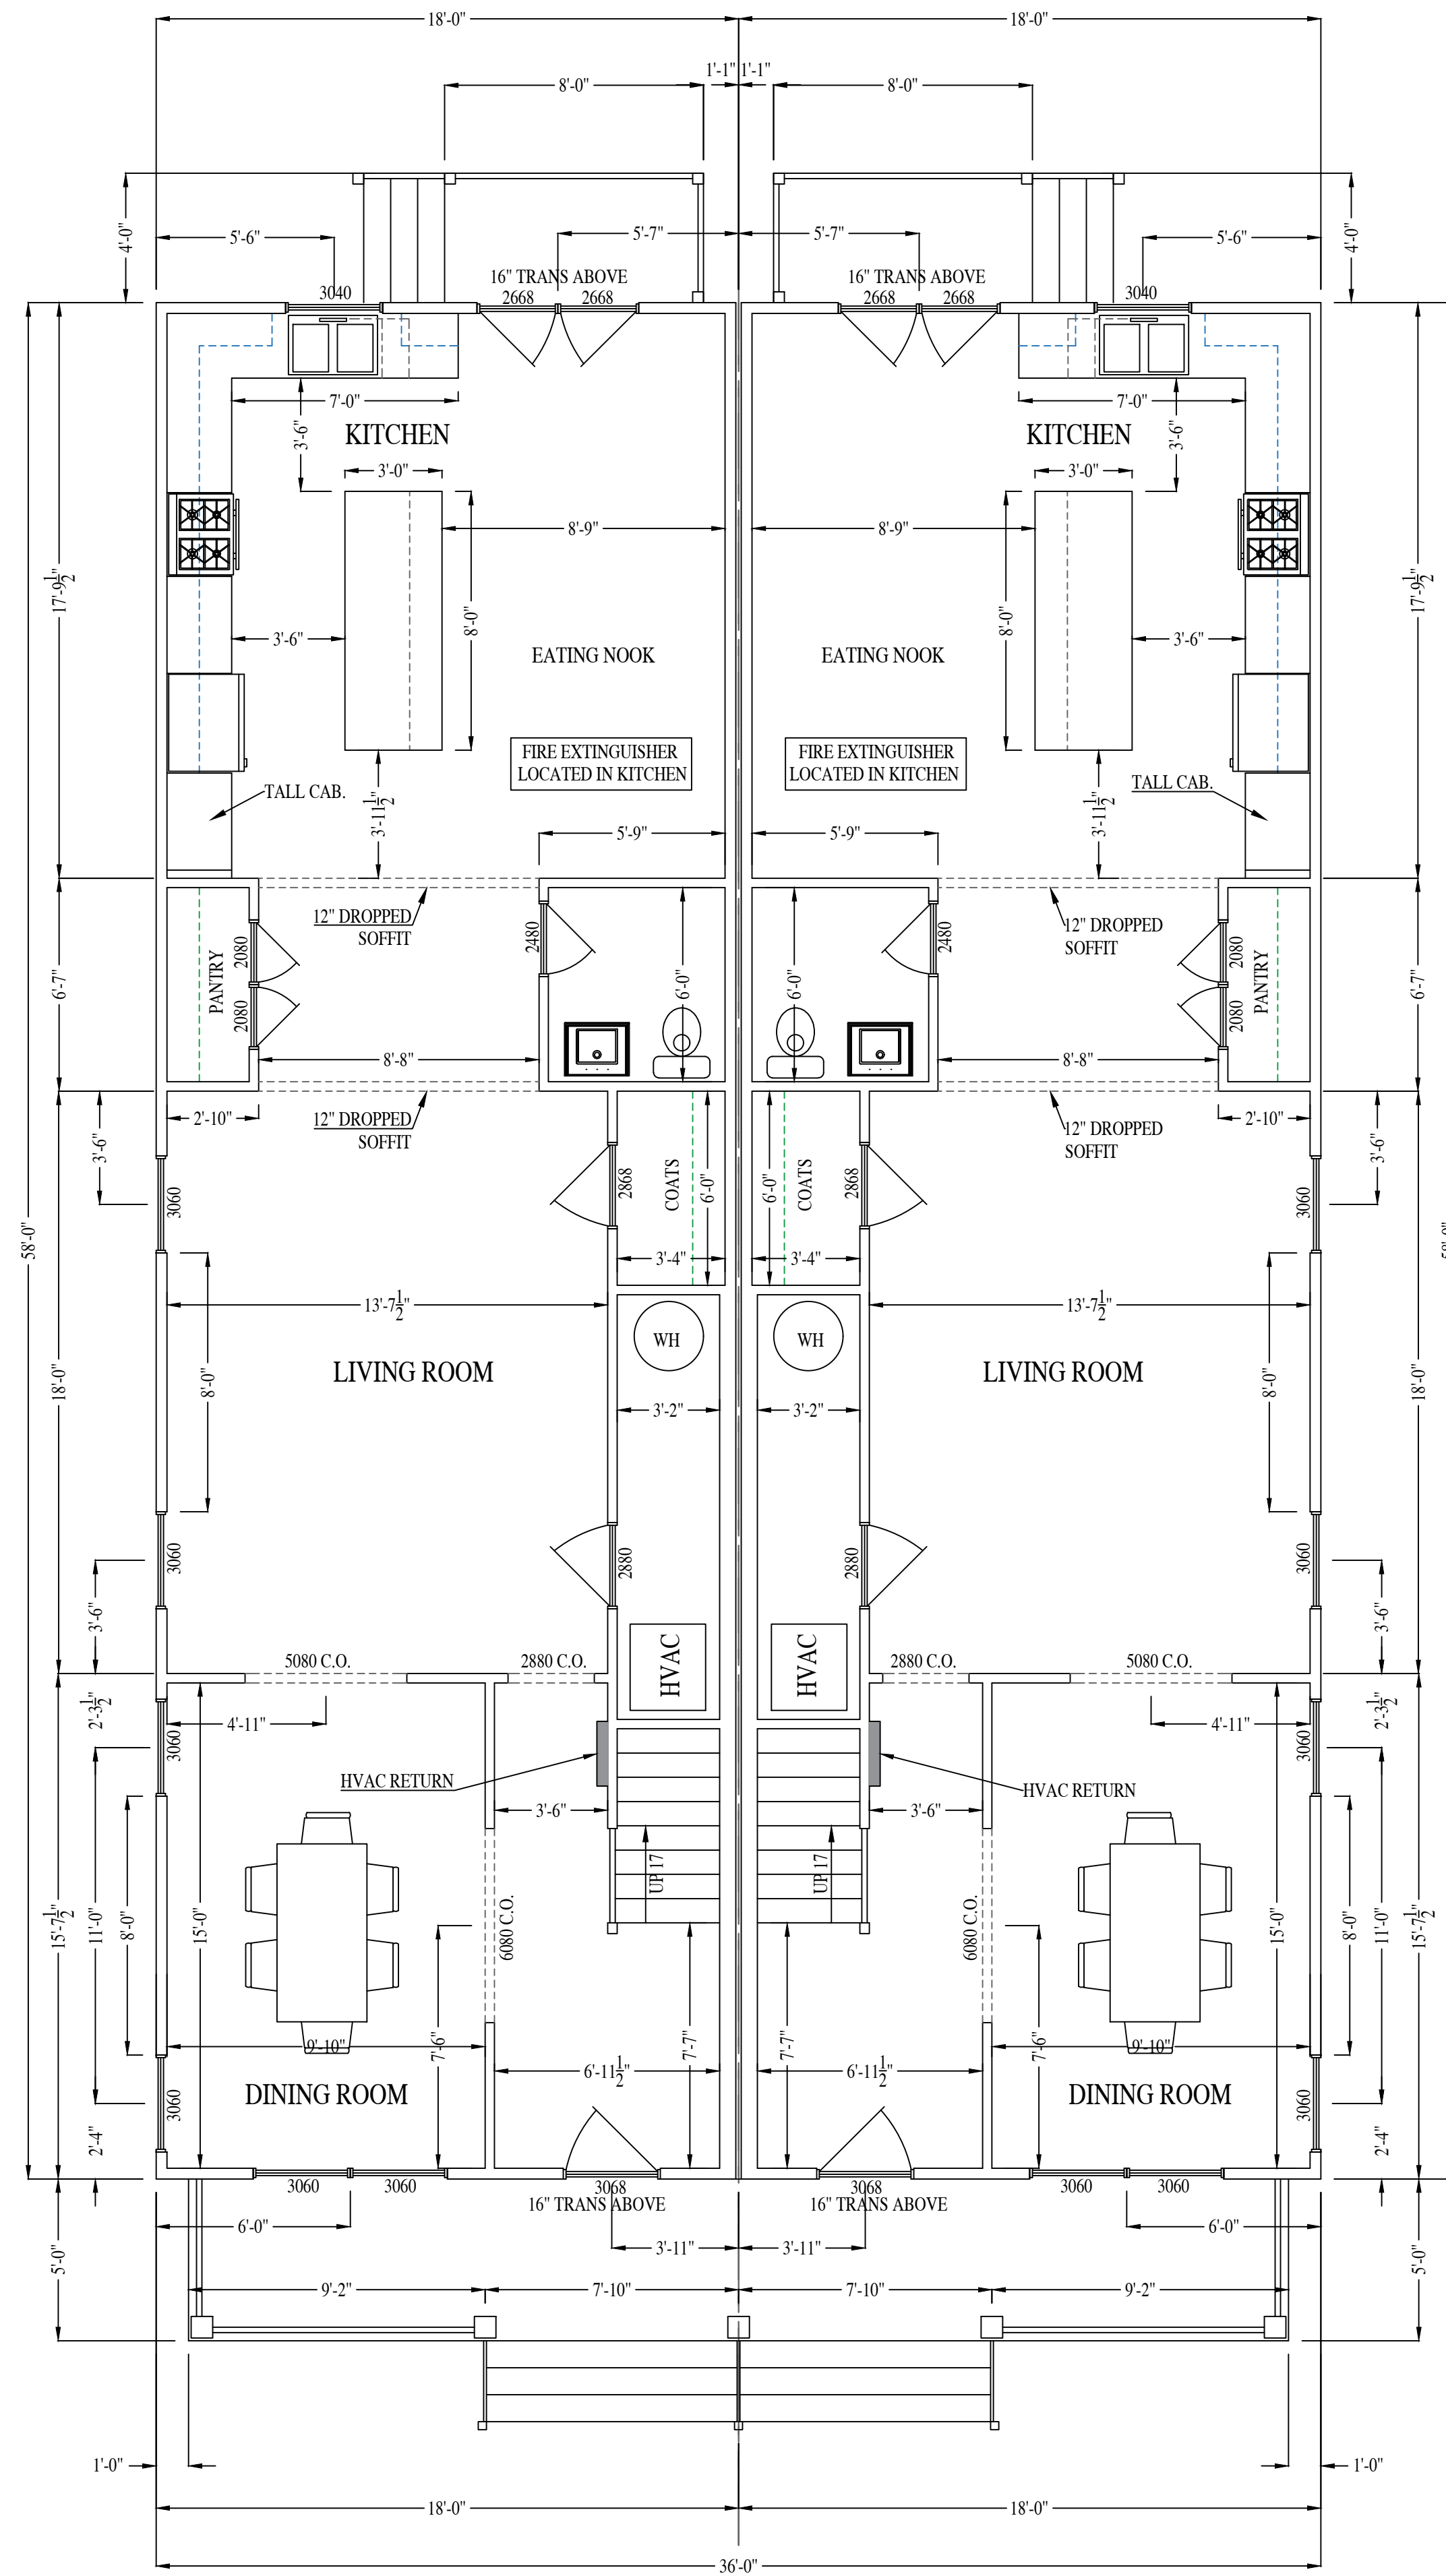 18'-0" 18'-0"
1'-1" 1'-1"
8'-0" 8'-0"
4'-0" 5'-6" 5'-7" 5'-7" 5'-6" 4'-0"
16" TRANS ABOVE 16" TRANS ABOVE
3040 2668 2668 2668 2668 3040
7'-0" 7'-0"
3'-6" KITCHEN KITCHEN 3'-6"
3'-0" 3'-0"
8'-9" 8'-9"
17'-9 1/2" 17'-9 1/2"
8'-0" 8'-0"
3'-6" 3'-6"
EATING NOOK EATING NOOK
FIRE EXTINGUISHER FIRE EXTINGUISHER
LOCATED IN KITCHEN LOCATED IN KITCHEN
TALL CAB. TALL CAB.
3'-11 1/2" 3'-11 1/2"
5'-9" 5'-9"
12" DROPPED 12" DROPPED
SOFFIT SOFFIT
2080 2480 2480 2080
6'-7" PANTRY 6'-0" 6'-0" PANTRY 6'-7"
2080 2080
8'-8" 8'-8"
2'-10" 12" DROPPED 12" DROPPED 2'-10"
SOFFIT SOFFIT
3'-6" 3'-6"
3060 2868 COATS 6'-0" 6'-0" COATS 2868 3060
58'-0" 58'-0"
3'-4" 3'-4"
13'-7 1/2" 13'-7 1/2"
WH WH
LIVING ROOM LIVING ROOM
18'-0" 8'-0" 8'-0" 18'-0"
3'-2" 3'-2"
3060 2880 2880 3060
3'-6" 3'-6"
HVAC HVAC
5080 C.O. 2880 C.O. 2880 C.O. 5080 C.O.
2'-3 1/2" 2'-3 1/2"
4'-11" 4'-11"
3060 3060
HVAC RETURN HVAC RETURN
3'-6" 3'-6"
UP 17 UP 17
15'-7 1/2" 11'-0" 8'-0" 15'-0" 6080 C.O. 6080 C.O. 15'-0" 8'-0" 11'-0" 15'-7 1/2"
9'-10" 7'-6" 7'-7" 7'-7" 7'-6" 9'-10"
6'-11 1/2" 6'-11 1/2"
DINING ROOM DINING ROOM
3060 3060
2'-4" 2'-4"
3060 3060 3068 3068 3060 3060
16" TRANS ABOVE 16" TRANS ABOVE
6'-0" 6'-0"
5'-0" 3'-11" 3'-11" 5'-0"
9'-2" 7'-10" 7'-10" 9'-2"
1'-0" 1'-0"
18'-0" 18'-0"
36'-0"